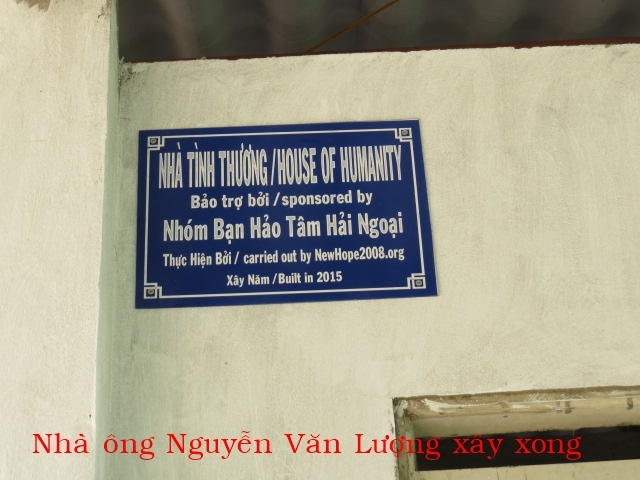 NHÀ TÌNH THƯƠNG / HOUSE OF HUMANITY
Bảo trợ bởi / sponsored by
Nhóm Bạn Hảo Tâm Hải Ngoại
Thực Hiện Bởi / carried out by NewHope2008.org
Xây Năm / Built in 2015
Nhà ông Nguyễn Văn Lượng xây xong